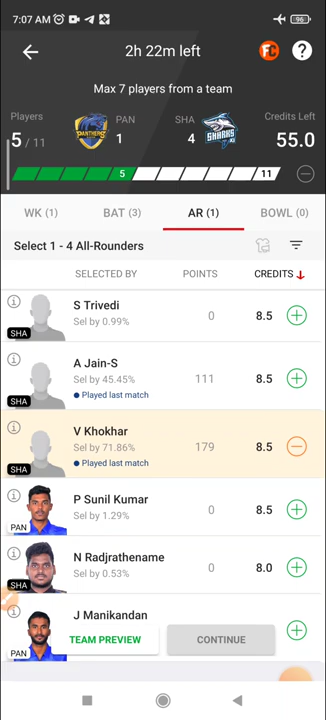 7:07 AM
96
2h 22m left
FC
?
Max 7 players from a team
Players
PAN
SHA
Credits Left
5 / 11
PANTHERS
1
4
SHARKS
55.0
5
11
WK (1)
BAT (3)
AR (1)
BOWL (0)
Select 1 - 4 All-Rounders
SELECTED BY
POINTS
CREDITS
S Trivedi
Sel by 0.99%
0
8.5
SHA
A Jain-S
Sel by 45.45%
111
8.5
Played last match
SHA
V Khokhar
Sel by 71.86%
179
8.5
Played last match
SHA
P Sunil Kumar
Sel by 1.29%
0
8.5
PAN
N Radjrathename
Sel by 0.53%
0
8.0
SHA
J Manikandan
PAN
TEAM PREVIEW
CONTINUE